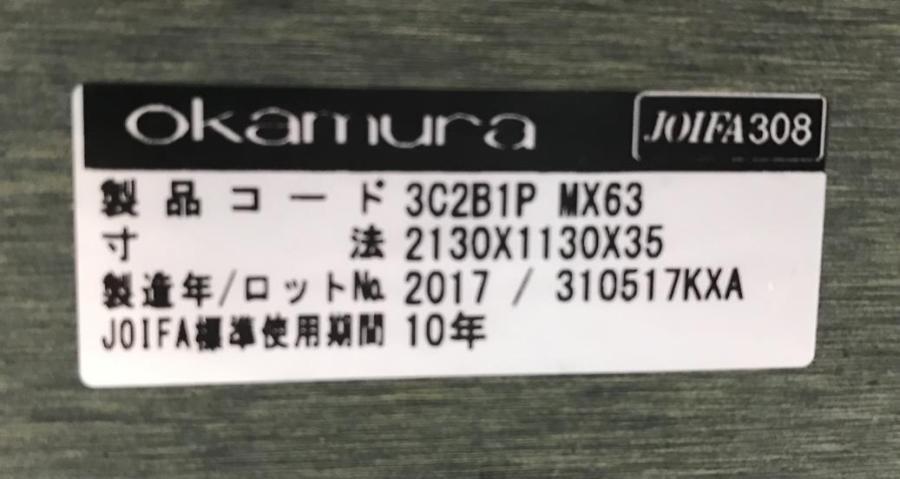 okamura JOIFA308
製品コード 3C2B1P MX63
寸法 2130X1130X35
製造年/ロット№ 2017 / 310517KXA
JOIFA標準使用期間 10年